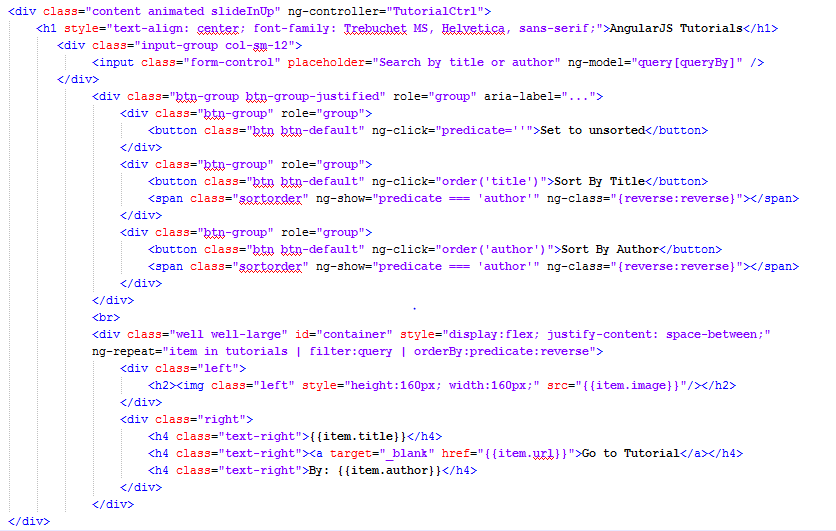 <div class="content animated slideInUp" ng-controller="TutorialCtrl">
<h1 style="text-align: center; font-family: Trebuchet MS, Helvetica, sans-serif;">AngularJS Tutorials</h1>
<div class="input-group col-sm-12">
<input class="form-control" placeholder="Search by title or author" ng-model="query[queryBy]" />
</div>
<div class="btn-group btn-group-justified" role="group" aria-label="...">
<div class="btn-group" role="group">
<button class="btn btn-default" ng-click="predicate=''">Set to unsorted</button>
</div>
<div class="btn-group" role="group">
<button class="btn btn-default" ng-click="order('title')">Sort By Title</button>
<span class="sortorder" ng-show="predicate === 'author'" ng-class="{reverse:reverse}"></span>
</div>
<div class="btn-group" role="group">
<button class="btn btn-default" ng-click="order('author')">Sort By Author</button>
<span class="sortorder" ng-show="predicate === 'author'" ng-class="{reverse:reverse}"></span>
</div>
</div>
<br>
<div class="well well-large" id="container" style="display:flex; justify-content: space-between;"
ng-repeat="item in tutorials | filter:query | orderBy:predicate:reverse">
<div class="left">
<h2><img class="left" style="height:160px; width:160px;" src="{{item.image}}"/></h2>
</div>
<div class="right">
<h4 class="text-right">{{item.title}}</h4>
<h4 class="text-right"><a target="_blank" href="{{item.url}}">Go to Tutorial</a></h4>
<h4 class="text-right">By: {{item.author}}</h4>
</div>
</div>
</div>